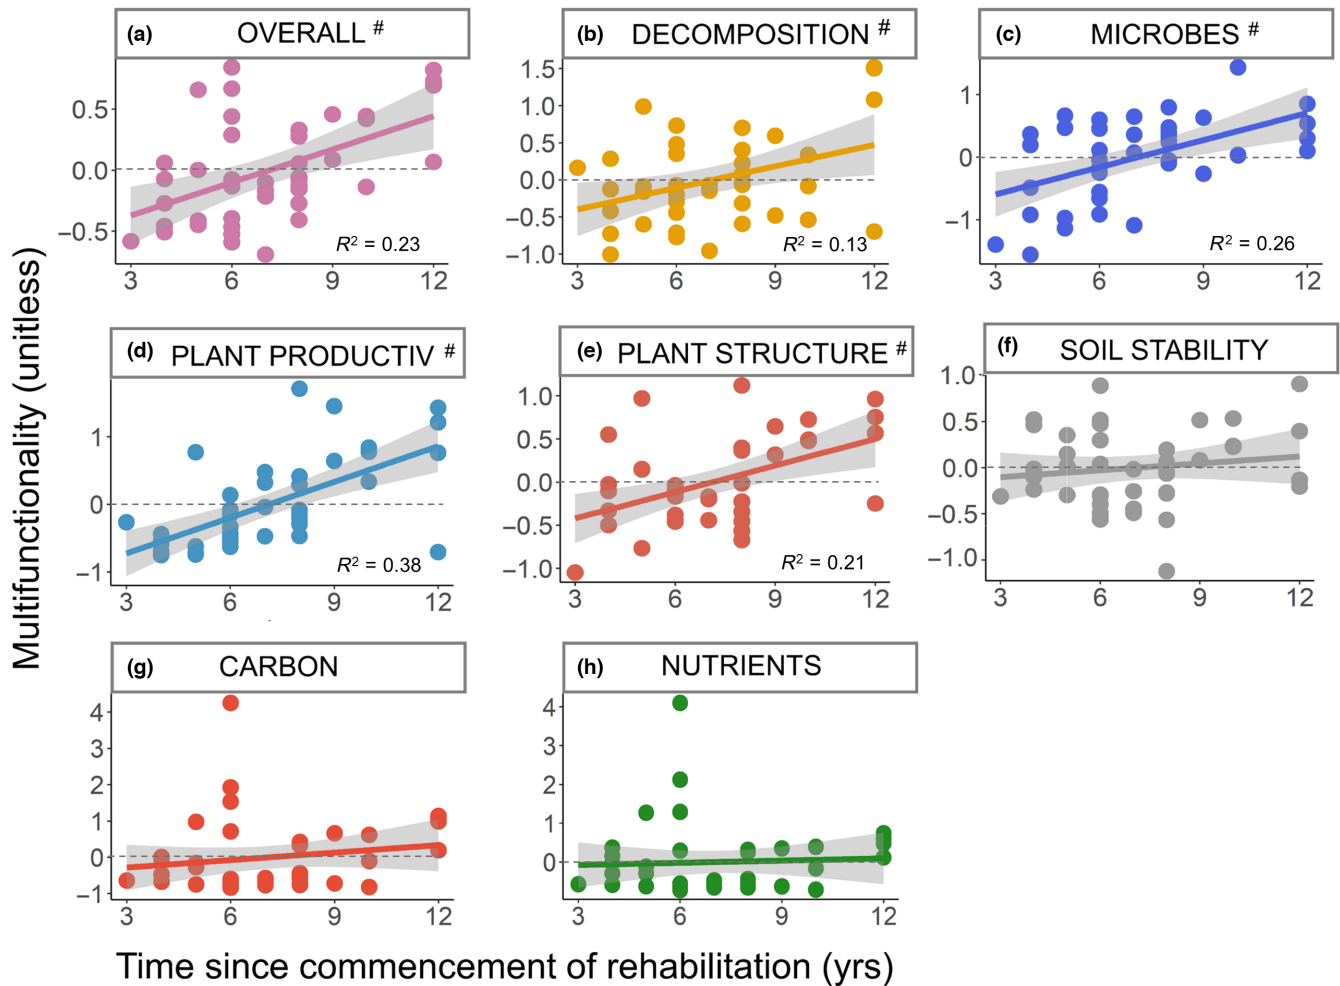 (a) OVERALL #
(b) DECOMPOSITION #
(c) MICROBES #
0.5
0.0
−0.5
R² = 0.23
3 6 9 12
1.5
1.0
0.5
0.0
−0.5
−1.0
R² = 0.13
3 6 9 12
1
0
−1
R² = 0.26
3 6 9 12
Multifunctionality (unitless)
(d) PLANT PRODUCTIV #
(e) PLANT STRUCTURE #
(f) SOIL STABILITY
1
0
−1
R² = 0.38
3 6 9 12
1.0
0.5
0.0
−0.5
−1.0
R² = 0.21
3 6 9 12
1.0
0.5
0.0
−0.5
−1.0
3 6 9 12
(g) CARBON
(h) NUTRIENTS
4
3
2
1
0
−1
3 6 9 12
4
3
2
1
0
3 6 9 12
Time since commencement of rehabilitation (yrs)